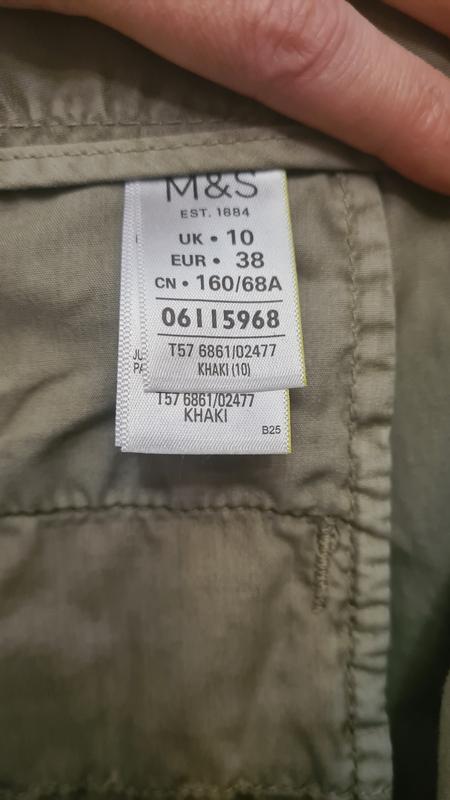 M&S
EST. 1884
UK • 10
EUR • 38
CN • 160/68A
06115968
T57 6861/02477
KHAKI (10)
T57 6861/02477
KHAKI
B25